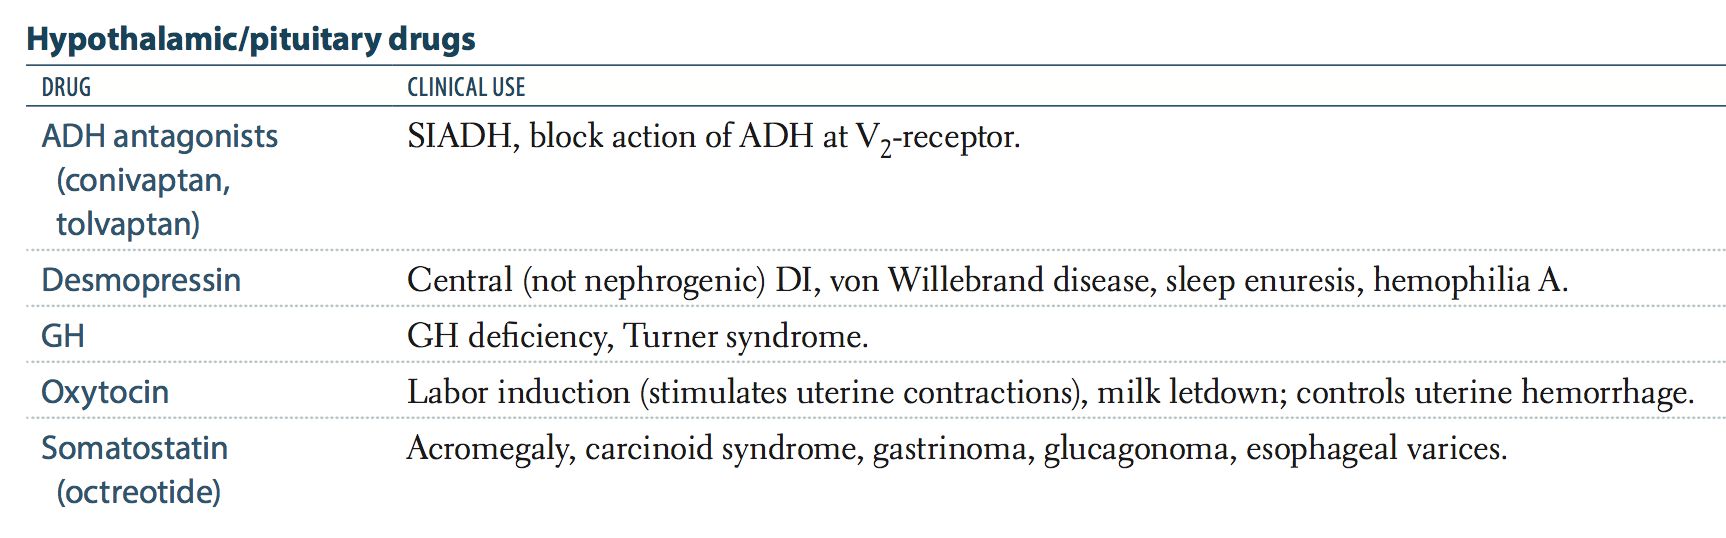 Hypothalamic/pituitary drugs
DRUG CLINICAL USE
ADH antagonists SIADH, block action of ADH at V2-receptor.
(conivaptan,
tolvaptan)
Desmopressin Central (not nephrogenic) DI, von Willebrand disease, sleep enuresis, hemophilia A.
GH GH deficiency, Turner syndrome.
Oxytocin Labor induction (stimulates uterine contractions), milk letdown; controls uterine hemorrhage.
Somatostatin Acromegaly, carcinoid syndrome, gastrinoma, glucagonoma, esophageal varices.
(octreotide)